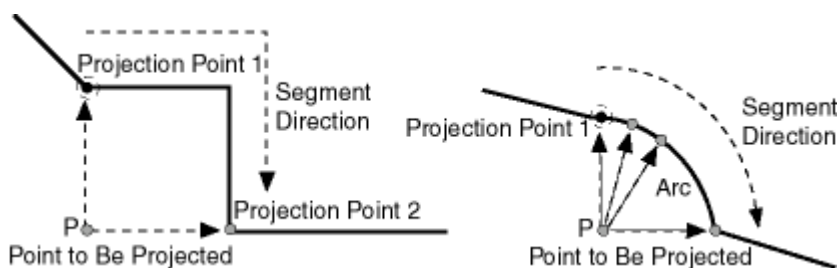 Projection Point 1
Segment
Direction
P
Projection Point 2
Point to Be Projected
Projection Point 1
Segment
Direction
Arc
P
Point to Be Projected